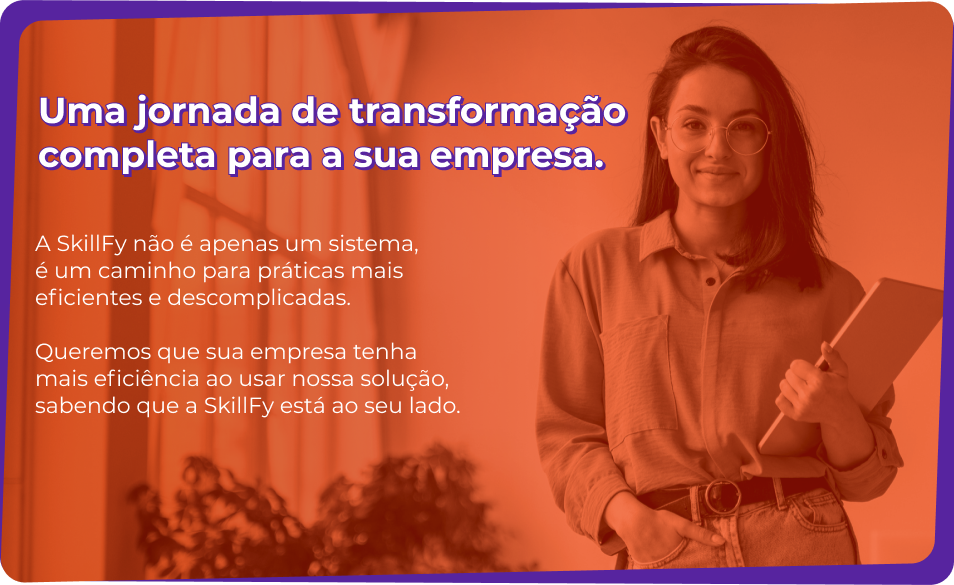 Uma jornada de transformação
completa para a sua empresa.
A SkillFy não é apenas um sistema,
é um caminho para práticas mais
eficientes e descomplicadas.
Queremos que sua empresa tenha
mais eficiência ao usar nossa solução,
sabendo que a SkillFy está ao seu lado.